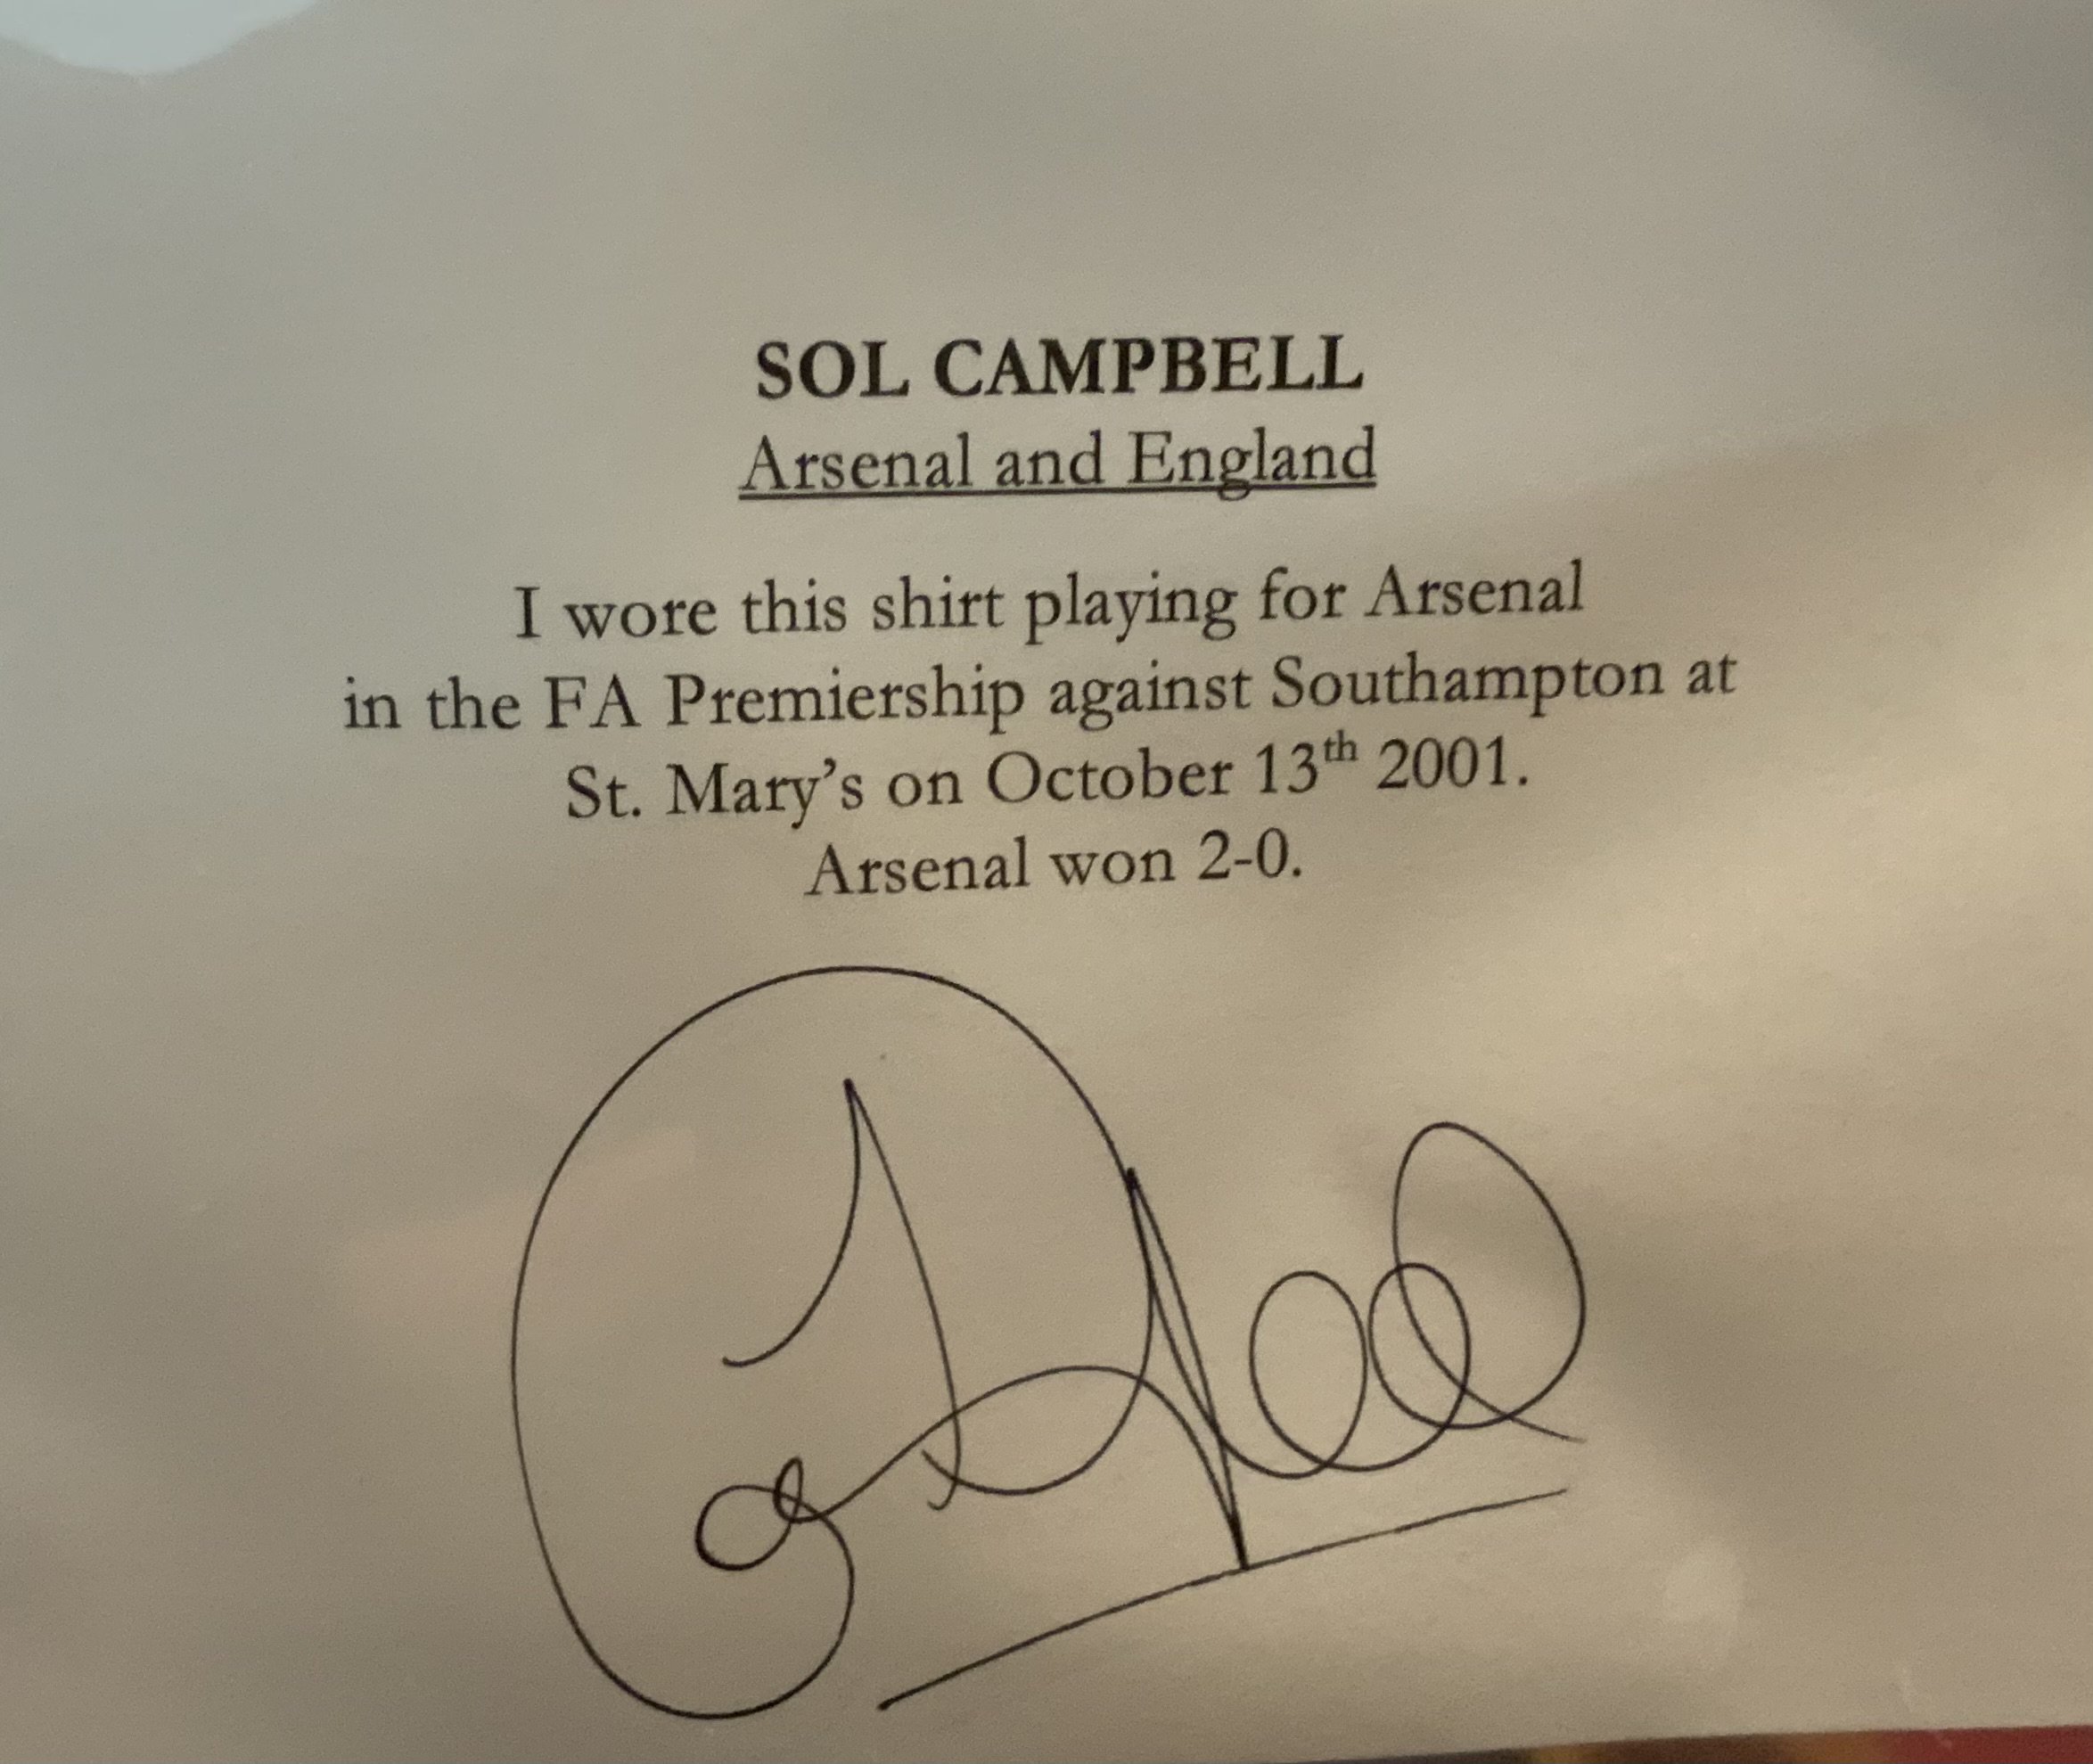 SOL CAMPBELL
Arsenal and England
I wore this shirt playing for Arsenal
in the FA Premiership against Southampton at
St. Mary's on October 13th 2001.
Arsenal won 2-0.